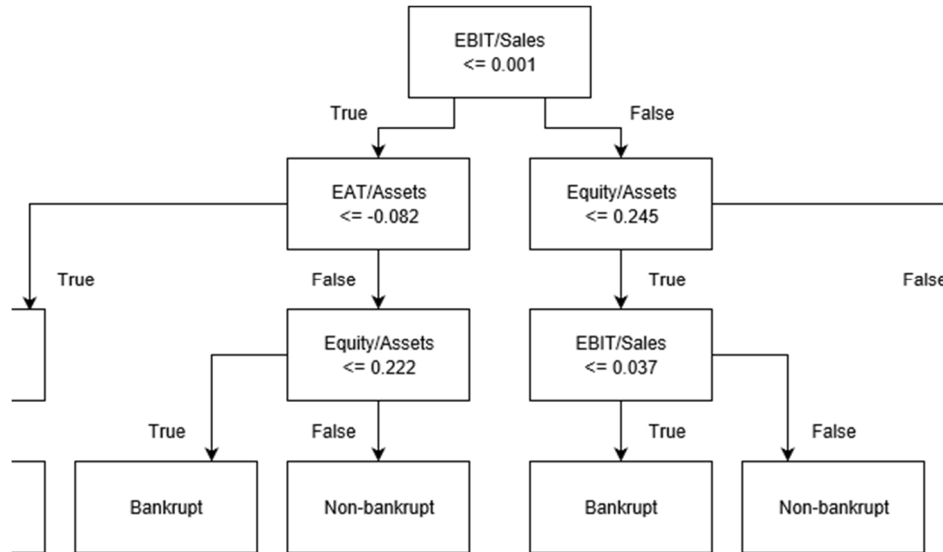 EBIT/Sales
<= 0.001
True
False
EAT/Assets
<= -0.082
Equity/Assets
<= 0.245
True
False
True
False
Equity/Assets
<= 0.222
EBIT/Sales
<= 0.037
True
False
True
False
Bankrupt
Non-bankrupt
Bankrupt
Non-bankrupt